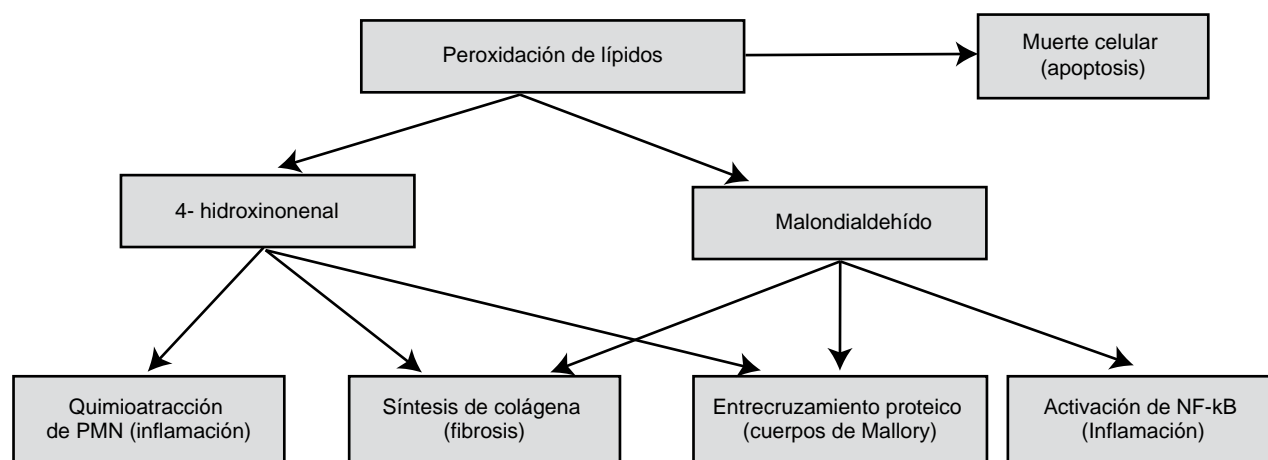 Peroxidación de lípidos
Muerte celular
(apoptosis)
4- hidroxinonenal
Malondialdehído
Quimioatracción
de PMN (inflamación)
Síntesis de colágena
(fibrosis)
Entrecruzamiento proteico
(cuerpos de Mallory)
Activación de NF-kB
(Inflamación)